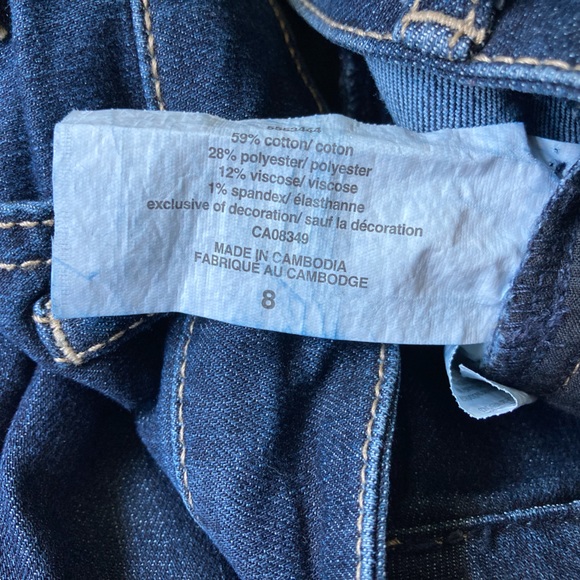 59% cotton/ coton
28% polyester/ polyester
12% viscose/ viscose
1% spandex/ élasthanne
exclusive of decoration/ sauf la décoration
CA08349
MADE IN CAMBODIA
FABRIQUÉ AU CAMBODGE
8